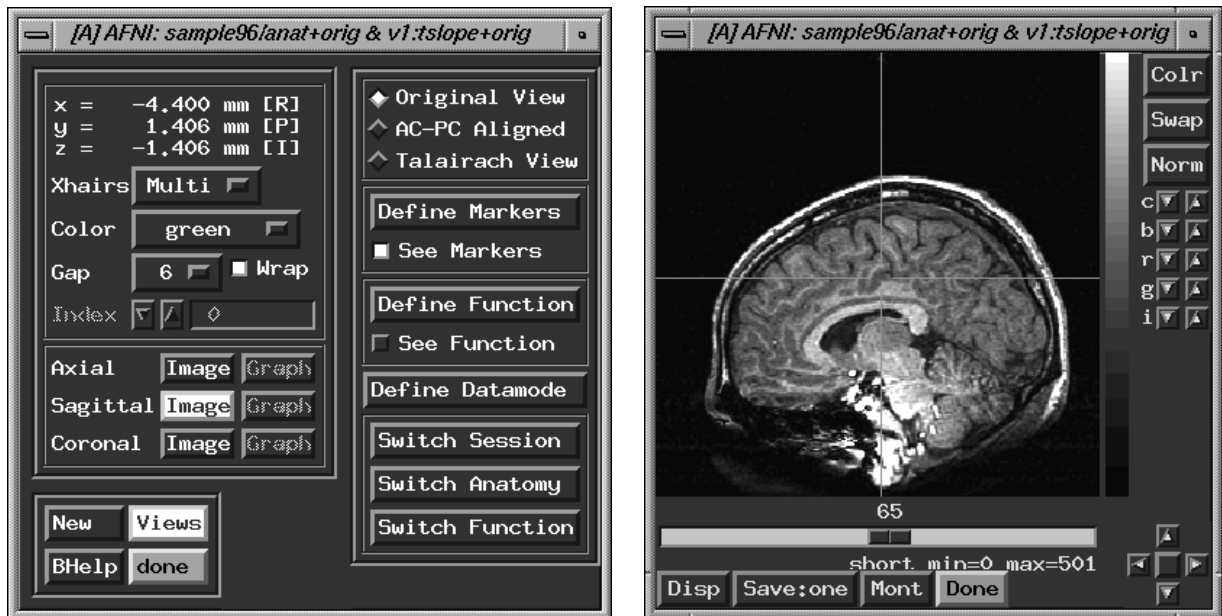 [A] AFNI: sample96/anat+orig & v1:tslope+orig
x = -4.400 mm [R]
y = 1.406 mm [P]
z = -1.406 mm [I]
Xhairs Multi
Color green
Gap 6 Wrap
Index 0
Axial Image Graph
Sagittal Image Graph
Coronal Image Graph
New Views
BHelp done
Original View
AC-PC Aligned
Talairach View
Define Markers
See Markers
Define Function
See Function
Define Datamode
Switch Session
Switch Anatomy
Switch Function
[A] AFNI: sample96/anat+orig & v1:tslope+orig
Colr
Swap
Norm
c
b
r
g
i
65
short min=0 max=501
Disp Save:one Mont Done